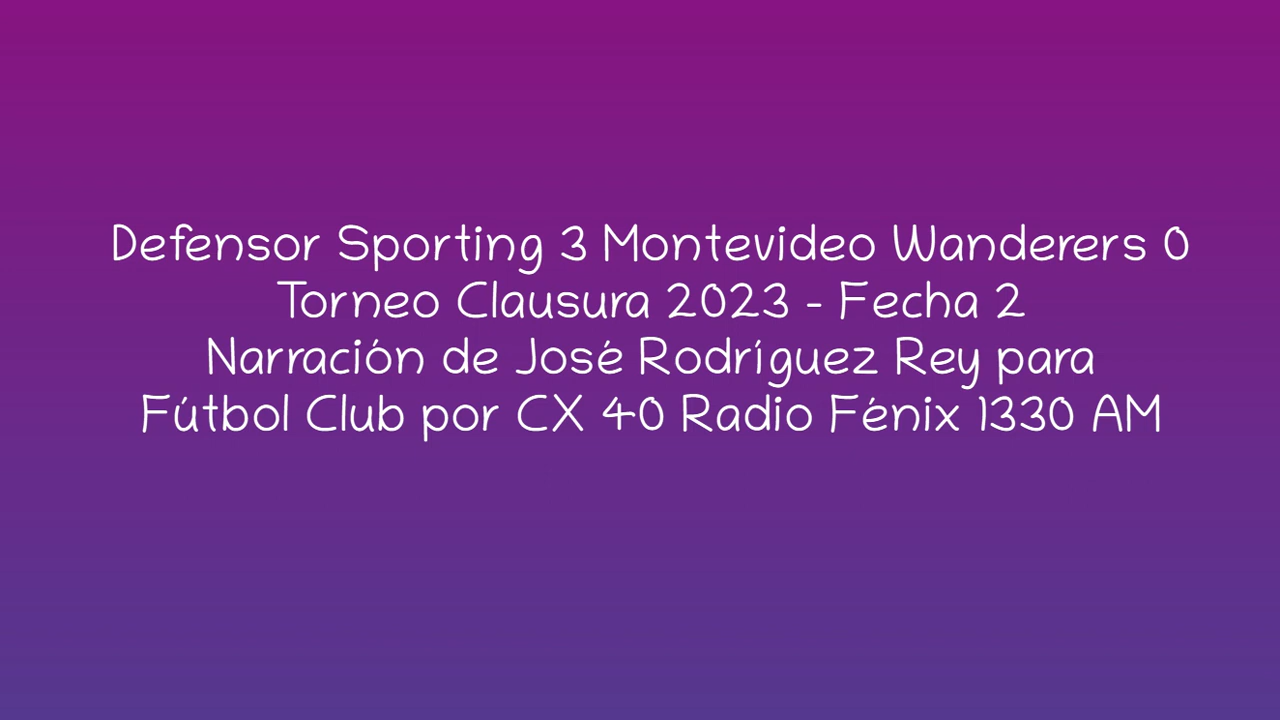 Defensor Sporting 3 Montevideo Wanderers 0
Torneo Clausura 2023 - Fecha 2
Narración de José Rodríguez Rey para
Fútbol Club por CX 40 Radio Fénix 1330 AM